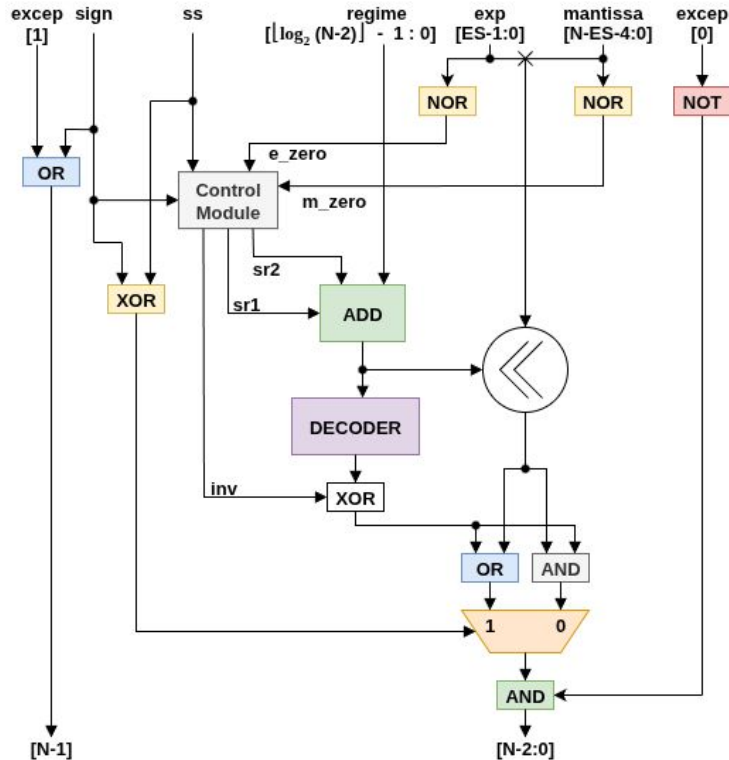 excep sign ss regime exp mantissa excep
[1] [⌊log₂ (N-2)⌋ - 1 : 0] [ES-1:0] [N-ES-4:0] [0]
NOR NOR NOT
e_zero
OR
Control
Module
m_zero
sr2
XOR
sr1
ADD
DECODER
inv
XOR
OR AND
1 0
AND
[N-1] [N-2:0]